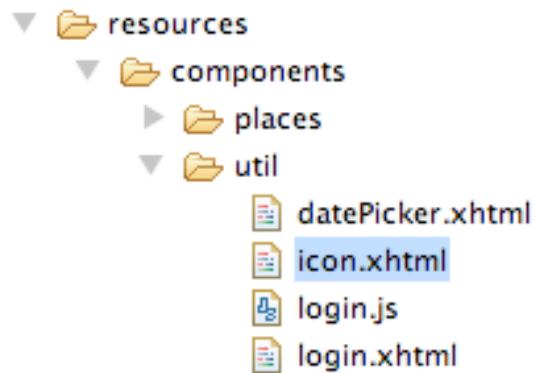 resources
components
places
util
datePicker.xhtml
icon.xhtml
login.js
login.xhtml